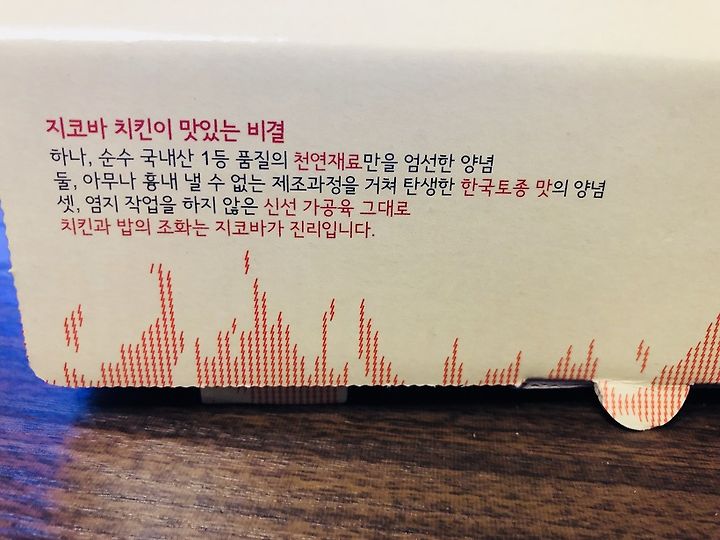 지코바 치킨이 맛있는 비결
하나, 순수 국내산 1등 품질의 천연재료만을 엄선한 양념
둘, 아무나 흉내 낼 수 없는 제조과정을 거쳐 탄생한 한국토종 맛의 양념
셋, 염지 작업을 하지 않은 신선 가공육 그대로
치킨과 밥의 조화는 지코바가 진리입니다.